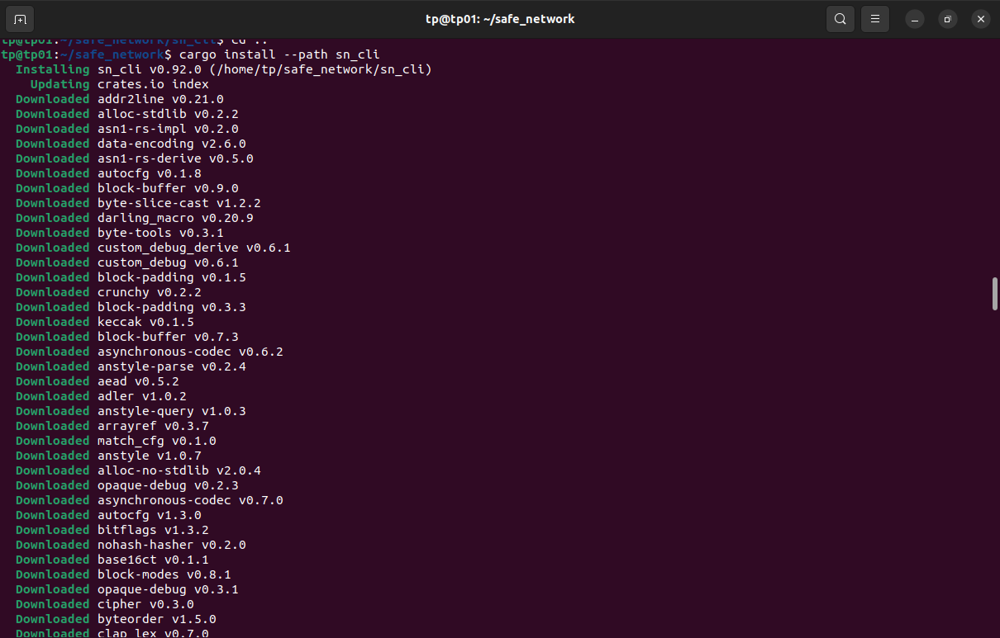 tp@tp01: ~/safe_network
tp@tp01:~/safe_network/sn_cli$ cd ..
tp@tp01:~/safe_network$ cargo install --path sn_cli
Installing sn_cli v0.92.0 (/home/tp/safe_network/sn_cli)
Updating crates.io index
Downloaded addr2line v0.21.0
Downloaded alloc-stdlib v0.2.2
Downloaded asn1-rs-impl v0.2.0
Downloaded data-encoding v2.6.0
Downloaded asn1-rs-derive v0.5.0
Downloaded autocfg v0.1.8
Downloaded block-buffer v0.9.0
Downloaded byte-slice-cast v1.2.2
Downloaded darling_macro v0.20.9
Downloaded byte-tools v0.3.1
Downloaded custom_debug_derive v0.6.1
Downloaded custom_debug v0.6.1
Downloaded block-padding v0.1.5
Downloaded crunchy v0.2.2
Downloaded block-padding v0.3.3
Downloaded keccak v0.1.5
Downloaded block-buffer v0.7.3
Downloaded asynchronous-codec v0.6.2
Downloaded anstyle-parse v0.2.4
Downloaded aead v0.5.2
Downloaded adler v1.0.2
Downloaded anstyle-query v1.0.3
Downloaded arrayref v0.3.7
Downloaded match_cfg v0.1.0
Downloaded anstyle v1.0.7
Downloaded alloc-no-stdlib v2.0.4
Downloaded opaque-debug v0.2.3
Downloaded asynchronous-codec v0.7.0
Downloaded autocfg v1.3.0
Downloaded bitflags v1.3.2
Downloaded nohash-hasher v0.2.0
Downloaded base16ct v0.1.1
Downloaded block-modes v0.8.1
Downloaded opaque-debug v0.3.1
Downloaded cipher v0.3.0
Downloaded byteorder v1.5.0
Downloaded clap_lex v0.7.0